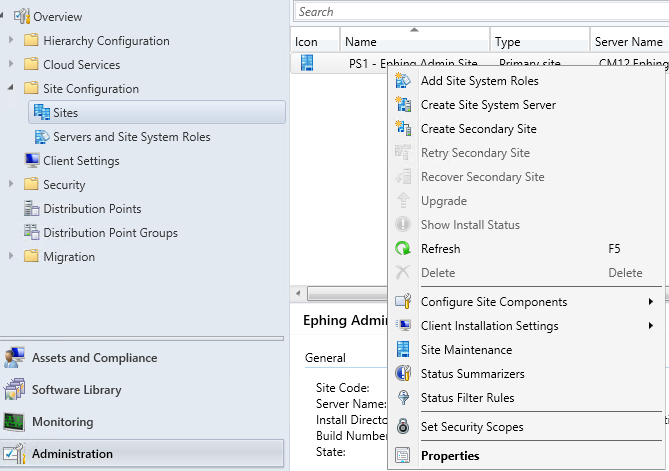 Overview
Hierarchy Configuration
Cloud Services
Site Configuration
Sites
Servers and Site System Roles
Client Settings
Security
Distribution Points
Distribution Point Groups
Migration
Assets and Compliance
Software Library
Monitoring
Administration
Search
Icon Name Type Server Name
PS1 - Ephing Admin Site Primary site CM12.Ephing
Add Site System Roles
Create Site System Server
Create Secondary Site
Retry Secondary Site
Recover Secondary Site
Upgrade
Show Install Status
Refresh F5
Delete Delete
Configure Site Components
Client Installation Settings
Site Maintenance
Status Summarizers
Status Filter Rules
Set Security Scopes
Properties
Ephing Admi
General
Site Code:
Server Name:
Install Directo
Build Number